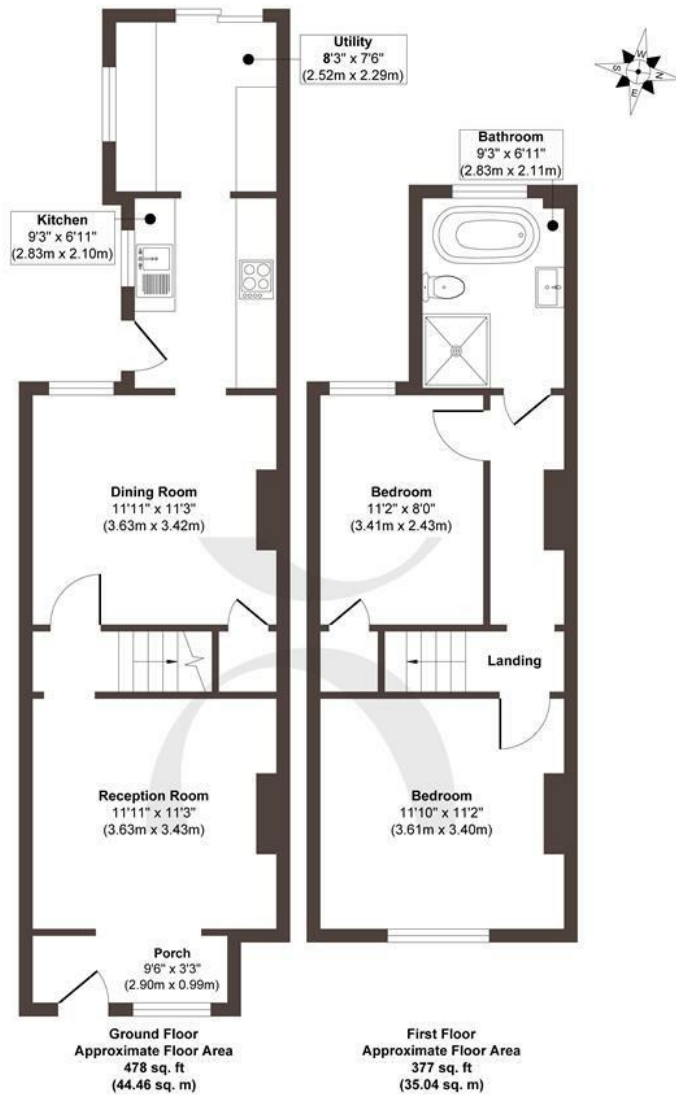 Utility
8'3" x 7'6"
(2.52m x 2.29m)
W
N
S
E
Bathroom
9'3" x 6'11"
(2.83m x 2.11m)
Kitchen
9'3" x 6'11"
(2.83m x 2.10m)
Dining Room
11'11" x 11'3"
(3.63m x 3.42m)
Bedroom
11'2" x 8'0"
(3.41m x 2.43m)
Landing
Reception Room
11'11" x 11'3"
(3.63m x 3.43m)
Bedroom
11'10" x 11'2"
(3.61m x 3.40m)
Porch
9'6" x 3'3"
(2.90m x 0.99m)
Ground Floor
Approximate Floor Area
478 sq. ft
(44.46 sq. m)
First Floor
Approximate Floor Area
377 sq. ft
(35.04 sq. m)